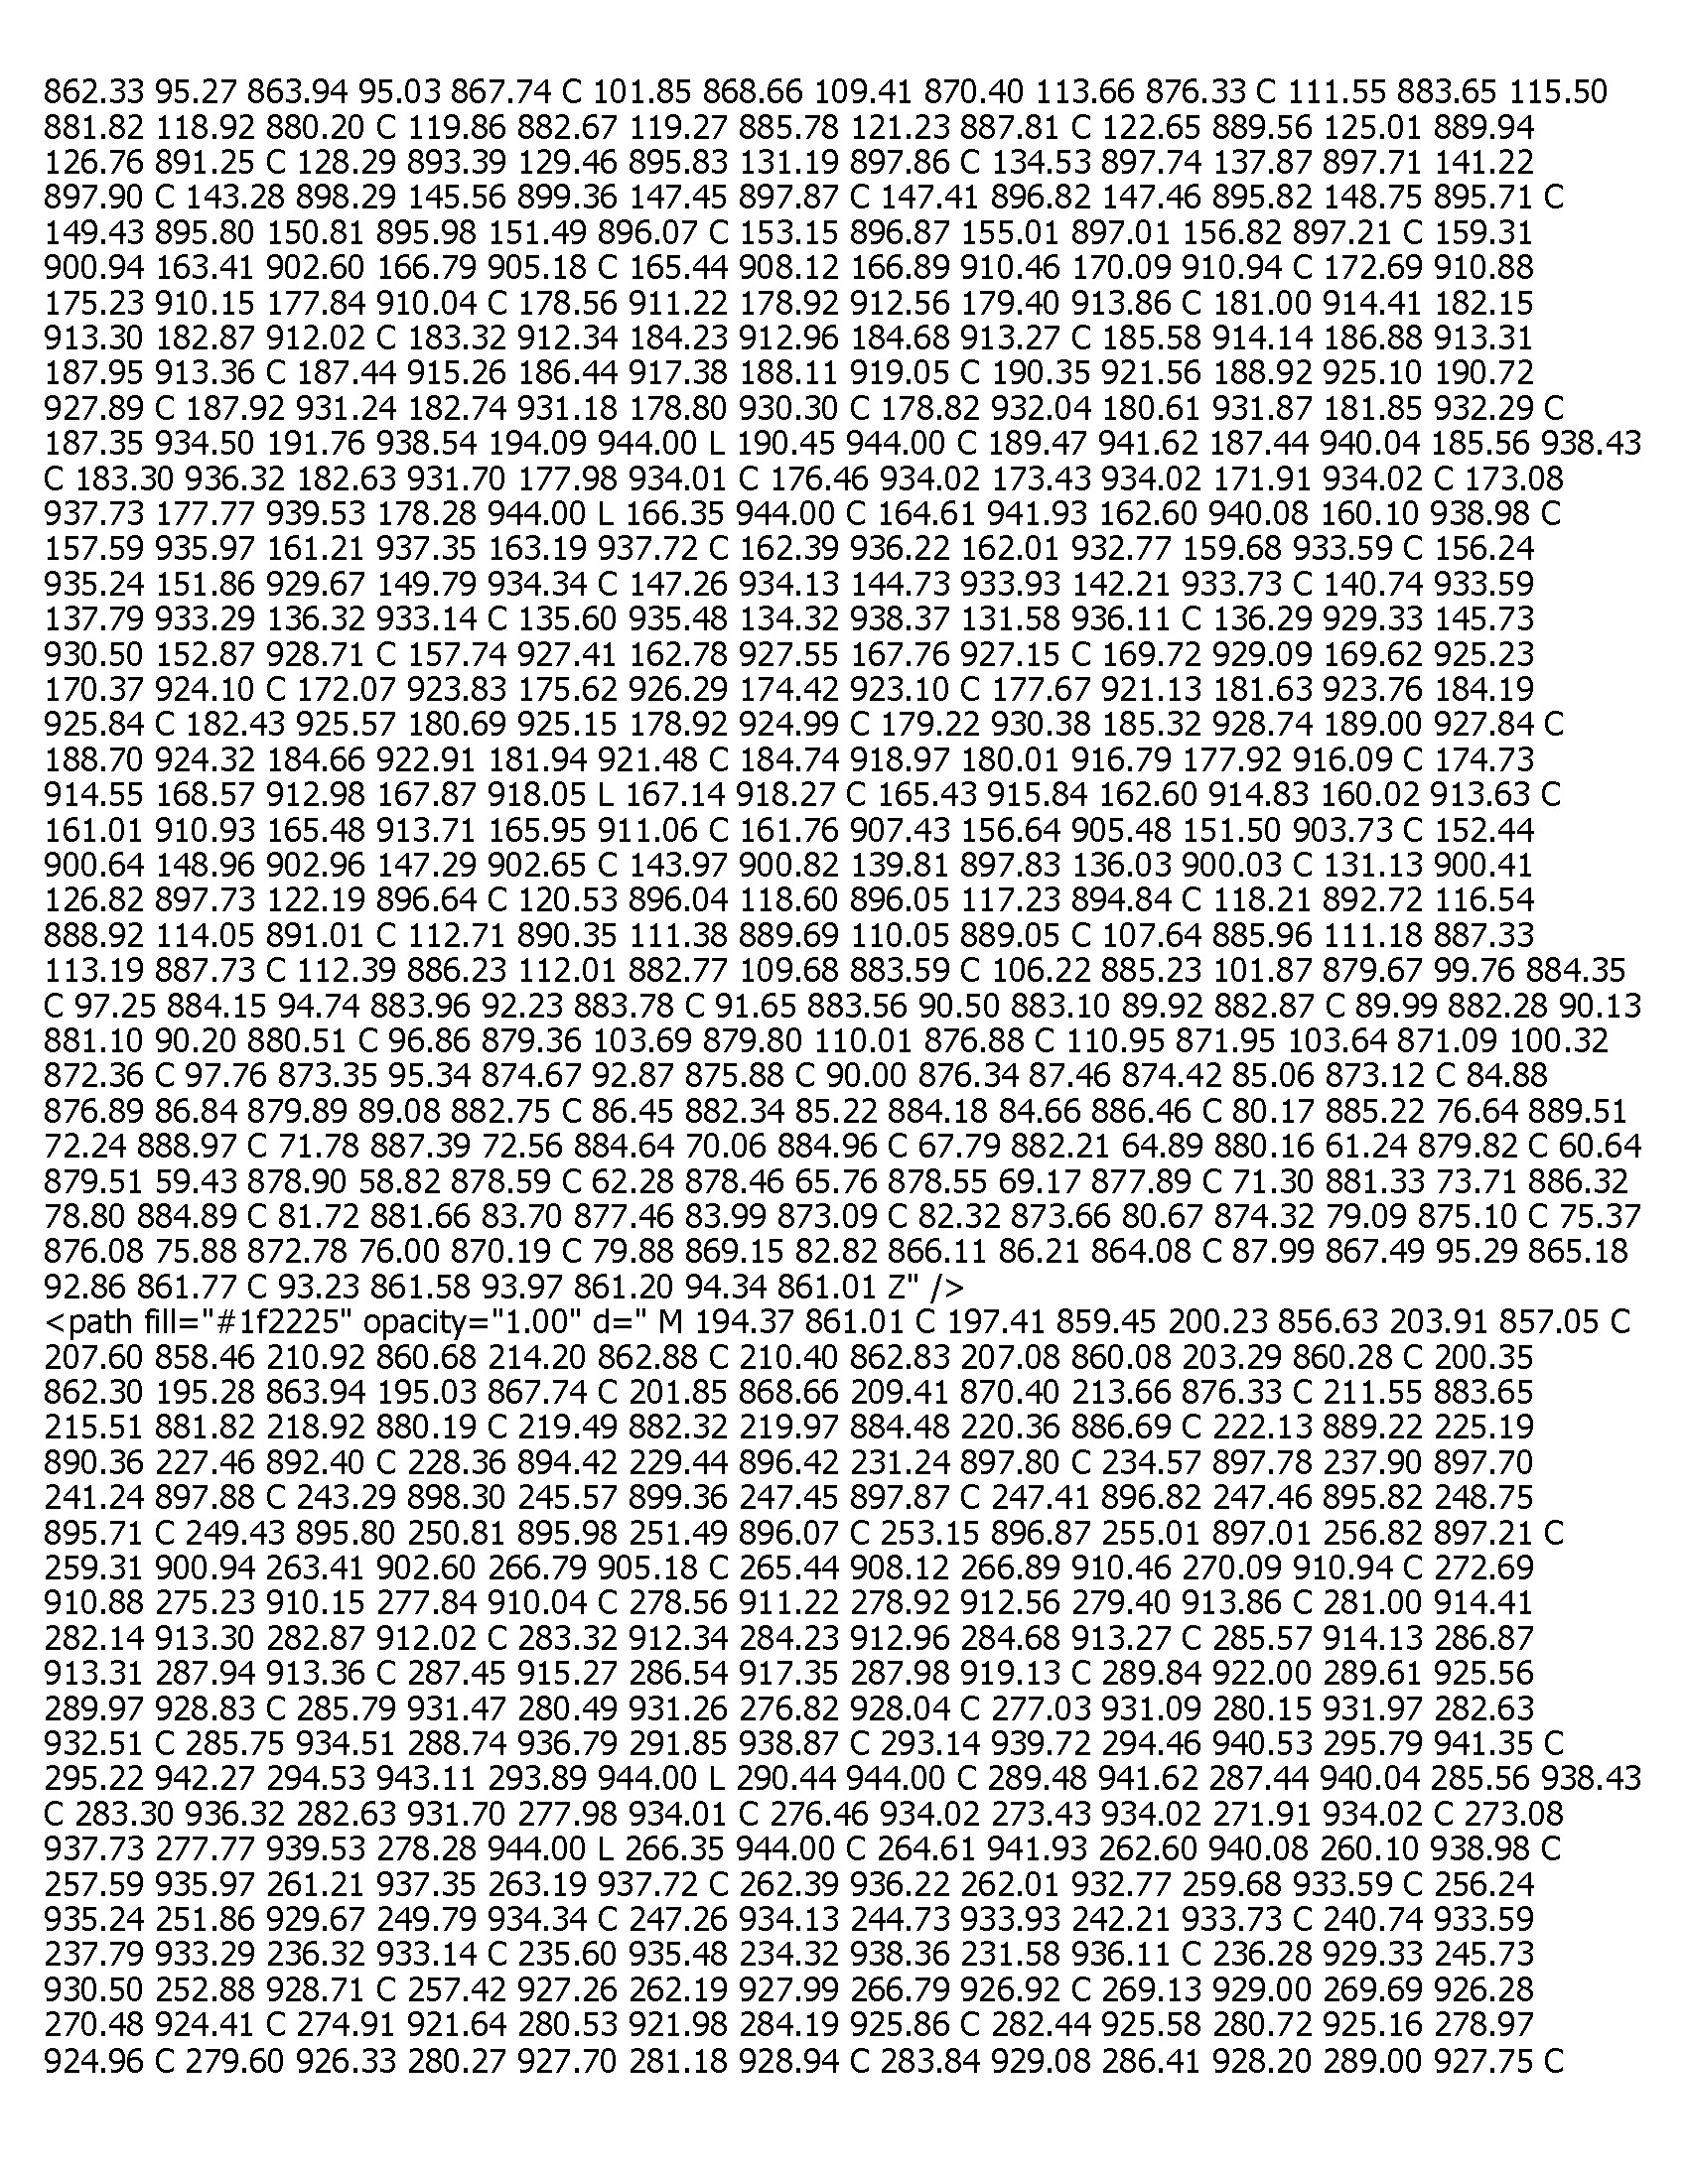 862.33 95.27 863.94 95.03 867.74 C 101.85 868.66 109.41 870.40 113.66 876.33 C 111.55 883.65 115.50
881.82 118.92 880.20 C 119.86 882.67 119.27 885.78 121.23 887.81 C 122.65 889.56 125.01 889.94
126.76 891.25 C 128.29 893.39 129.46 895.83 131.19 897.86 C 134.53 897.74 137.87 897.71 141.22
897.90 C 143.28 898.29 145.56 899.36 147.45 897.87 C 147.41 896.82 147.46 895.82 148.75 895.71 C
149.43 895.80 150.81 895.98 151.49 896.07 C 153.15 896.87 155.01 897.01 156.82 897.21 C 159.31
900.94 163.41 902.60 166.79 905.18 C 165.44 908.12 166.89 910.46 170.09 910.94 C 172.69 910.88
175.23 910.15 177.84 910.04 C 178.56 911.22 178.92 912.56 179.40 913.86 C 181.00 914.41 182.15
913.30 182.87 912.02 C 183.32 912.34 184.23 912.96 184.68 913.27 C 185.58 914.14 186.88 913.31
187.95 913.36 C 187.44 915.26 186.44 917.38 188.11 919.05 C 190.35 921.56 188.92 925.10 190.72
927.89 C 187.92 931.24 182.74 931.18 178.80 930.30 C 178.82 932.04 180.61 931.87 181.85 932.29 C
187.35 934.50 191.76 938.54 194.09 944.00 L 190.45 944.00 C 189.47 941.62 187.44 940.04 185.56 938.43
C 183.30 936.32 182.63 931.70 177.98 934.01 C 176.46 934.02 173.43 934.02 171.91 934.02 C 173.08
937.73 177.77 939.53 178.28 944.00 L 166.35 944.00 C 164.61 941.93 162.60 940.08 160.10 938.98 C
157.59 935.97 161.21 937.35 163.19 937.72 C 162.39 936.22 162.01 932.77 159.68 933.59 C 156.24
935.24 151.86 929.67 149.79 934.34 C 147.26 934.13 144.73 933.93 142.21 933.73 C 140.74 933.59
137.79 933.29 136.32 933.14 C 135.60 935.48 134.32 938.37 131.58 936.11 C 136.29 929.33 145.73
930.50 152.87 928.71 C 157.74 927.41 162.78 927.55 167.76 927.15 C 169.72 929.09 169.62 925.23
170.37 924.10 C 172.07 923.83 175.62 926.29 174.42 923.10 C 177.67 921.13 181.63 923.76 184.19
925.84 C 182.43 925.57 180.69 925.15 178.92 924.99 C 179.22 930.38 185.32 928.74 189.00 927.84 C
188.70 924.32 184.66 922.91 181.94 921.48 C 184.74 918.97 180.01 916.79 177.92 916.09 C 174.73
914.55 168.57 912.98 167.87 918.05 L 167.14 918.27 C 165.43 915.84 162.60 914.83 160.02 913.63 C
161.01 910.93 165.48 913.71 165.95 911.06 C 161.76 907.43 156.64 905.48 151.50 903.73 C 152.44
900.64 148.96 902.96 147.29 902.65 C 143.97 900.82 139.81 897.83 136.03 900.03 C 131.13 900.41
126.82 897.73 122.19 896.64 C 120.53 896.04 118.60 896.05 117.23 894.84 C 118.21 892.72 116.54
888.92 114.05 891.01 C 112.71 890.35 111.38 889.69 110.05 889.05 C 107.64 885.96 111.18 887.33
113.19 887.73 C 112.39 886.23 112.01 882.77 109.68 883.59 C 106.22 885.23 101.87 879.67 99.76 884.35
C 97.25 884.15 94.74 883.96 92.23 883.78 C 91.65 883.56 90.50 883.10 89.92 882.87 C 89.99 882.28 90.13
881.10 90.20 880.51 C 96.86 879.36 103.69 879.80 110.01 876.88 C 110.95 871.95 103.64 871.09 100.32
872.36 C 97.76 873.35 95.34 874.67 92.87 875.88 C 90.00 876.34 87.46 874.42 85.06 873.12 C 84.88
876.89 86.84 879.89 89.08 882.75 C 86.45 882.34 85.22 884.18 84.66 886.46 C 80.17 885.22 76.64 889.51
72.24 888.97 C 71.78 887.39 72.56 884.64 70.06 884.96 C 67.79 882.21 64.89 880.16 61.24 879.82 C 60.64
879.51 59.43 878.90 58.82 878.59 C 62.28 878.46 65.76 878.55 69.17 877.89 C 71.30 881.33 73.71 886.32
78.80 884.89 C 81.72 881.66 83.70 877.46 83.99 873.09 C 82.32 873.66 80.67 874.32 79.09 875.10 C 75.37
876.08 75.88 872.78 76.00 870.19 C 79.88 869.15 82.82 866.11 86.21 864.08 C 87.99 867.49 95.29 865.18
92.86 861.77 C 93.23 861.58 93.97 861.20 94.34 861.01 Z" />
<path fill="#1f2225" opacity="1.00" d=" M 194.37 861.01 C 197.41 859.45 200.23 856.63 203.91 857.05 C
207.60 858.46 210.92 860.68 214.20 862.88 C 210.40 862.83 207.08 860.08 203.29 860.28 C 200.35
862.30 195.28 863.94 195.03 867.74 C 201.85 868.66 209.41 870.40 213.66 876.33 C 211.55 883.65
215.51 881.82 218.92 880.19 C 219.49 882.32 219.97 884.48 220.36 886.69 C 222.13 889.22 225.19
890.36 227.46 892.40 C 228.36 894.42 229.44 896.42 231.24 897.80 C 234.57 897.78 237.90 897.70
241.24 897.88 C 243.29 898.30 245.57 899.36 247.45 897.87 C 247.41 896.82 247.46 895.82 248.75
895.71 C 249.43 895.80 250.81 895.98 251.49 896.07 C 253.15 896.87 255.01 897.01 256.82 897.21 C
259.31 900.94 263.41 902.60 266.79 905.18 C 265.44 908.12 266.89 910.46 270.09 910.94 C 272.69
910.88 275.23 910.15 277.84 910.04 C 278.56 911.22 278.92 912.56 279.40 913.86 C 281.00 914.41
282.14 913.30 282.87 912.02 C 283.32 912.34 284.23 912.96 284.68 913.27 C 285.57 914.13 286.87
913.31 287.94 913.36 C 287.45 915.27 286.54 917.35 287.98 919.13 C 289.84 922.00 289.61 925.56
289.97 928.83 C 285.79 931.47 280.49 931.26 276.82 928.04 C 277.03 931.09 280.15 931.97 282.63
932.51 C 285.75 934.51 288.74 936.79 291.85 938.87 C 293.14 939.72 294.46 940.53 295.79 941.35 C
295.22 942.27 294.53 943.11 293.89 944.00 L 290.44 944.00 C 289.48 941.62 287.44 940.04 285.56 938.43
C 283.30 936.32 282.63 931.70 277.98 934.01 C 276.46 934.02 273.43 934.02 271.91 934.02 C 273.08
937.73 277.77 939.53 278.28 944.00 L 266.35 944.00 C 264.61 941.93 262.60 940.08 260.10 938.98 C
257.59 935.97 261.21 937.35 263.19 937.72 C 262.39 936.22 262.01 932.77 259.68 933.59 C 256.24
935.24 251.86 929.67 249.79 934.34 C 247.26 934.13 244.73 933.93 242.21 933.73 C 240.74 933.59
237.79 933.29 236.32 933.14 C 235.60 935.48 234.32 938.36 231.58 936.11 C 236.28 929.33 245.73
930.50 252.88 928.71 C 257.42 927.26 262.19 927.99 266.79 926.92 C 269.13 929.00 269.69 926.28
270.48 924.41 C 274.91 921.64 280.53 921.98 284.19 925.86 C 282.44 925.58 280.72 925.16 278.97
924.96 C 279.60 926.33 280.27 927.70 281.18 928.94 C 283.84 929.08 286.41 928.20 289.00 927.75 C